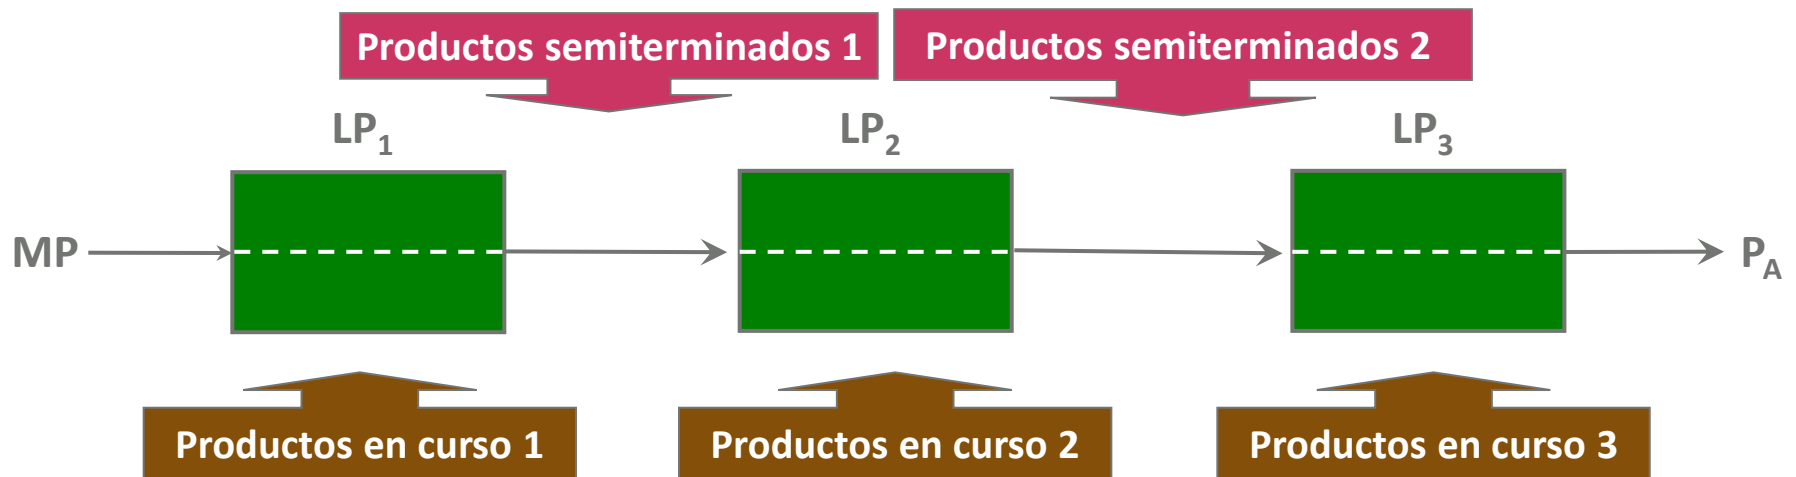 Productos semiterminados 1
Productos semiterminados 2
LP1
LP2
LP3
MP
PA
Productos en curso 1
Productos en curso 2
Productos en curso 3